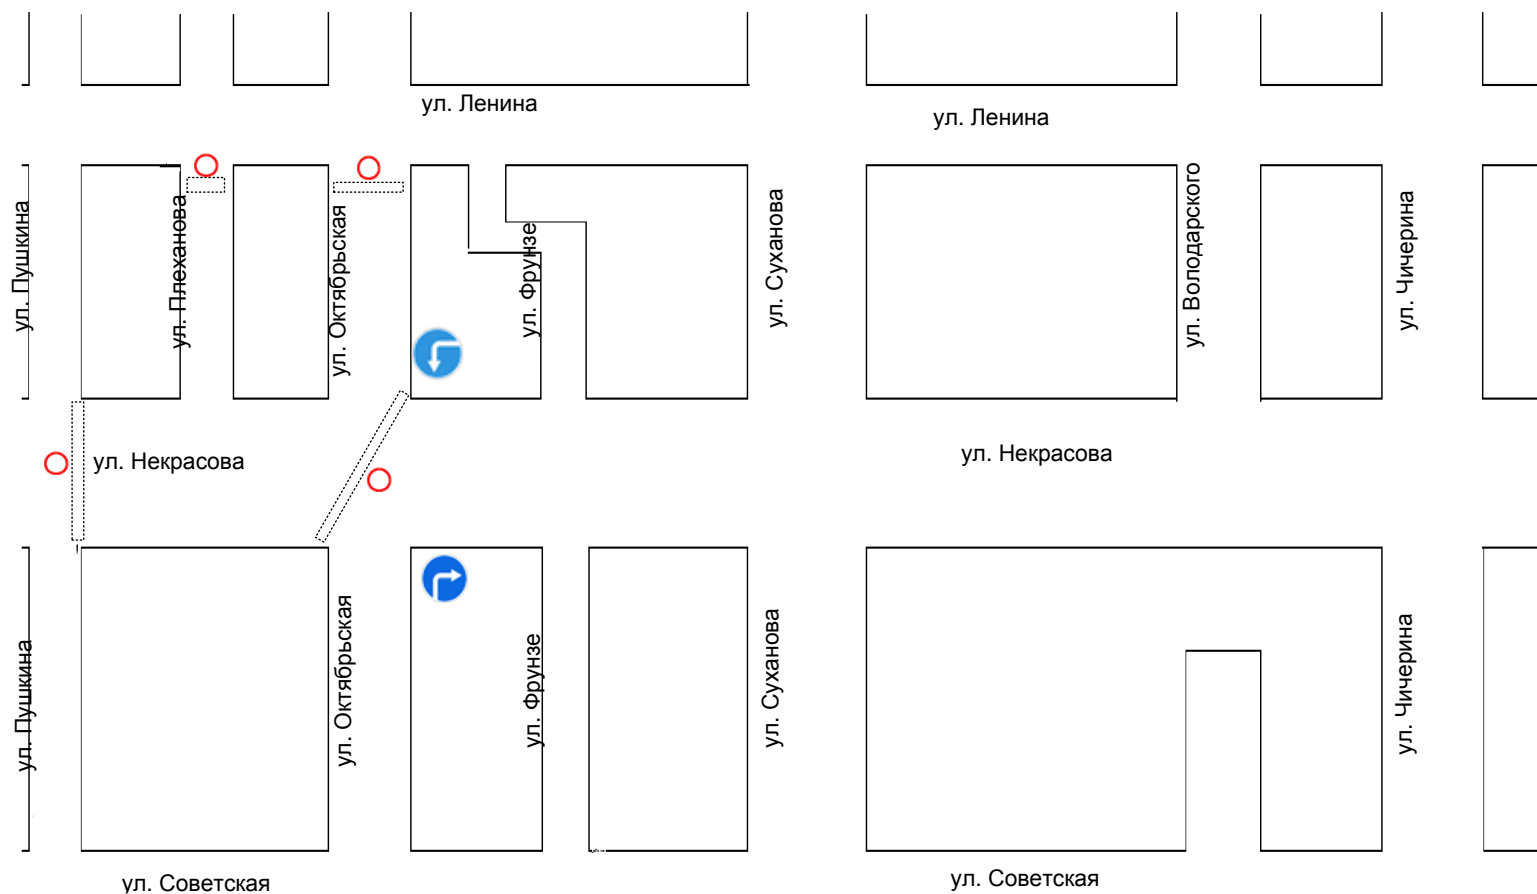 ул. Ленина
ул. Ленина
ул. Пушкина
ул. Плеханова
ул. Октябрьская
ул. Фрунзе
ул. Суханова
ул. Володарского
ул. Чичерина
ул. Некрасова
ул. Некрасова
ул. Пушкина
ул. Октябрьская
ул. Фрунзе
ул. Суханова
ул. Чичерина
ул. Советская
ул. Советская